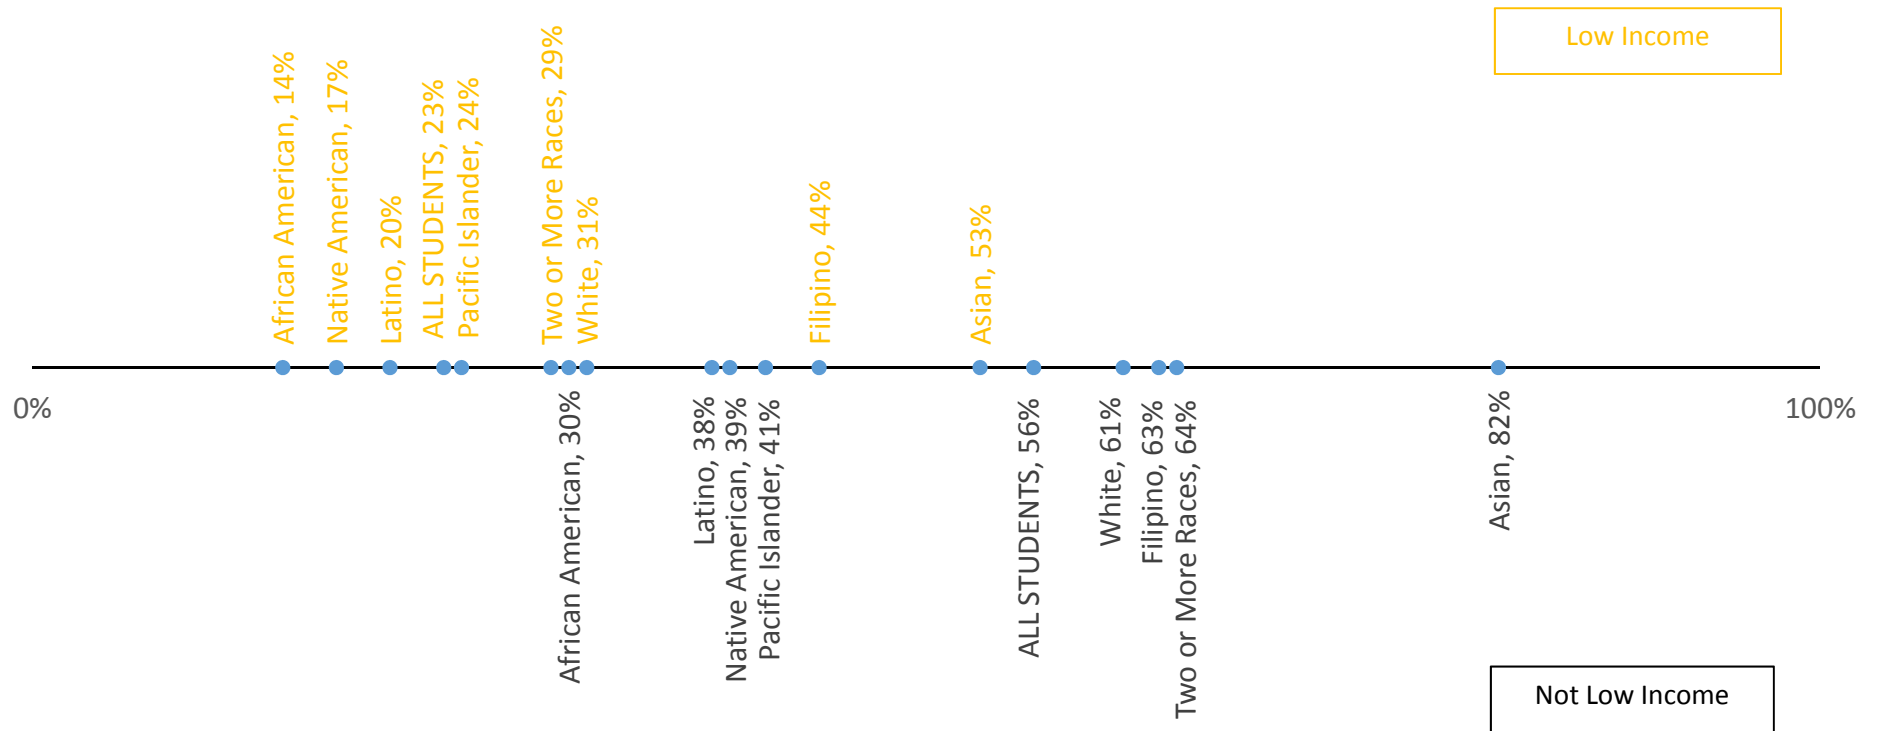 Low Income
African American, 14%
Native American, 17%
Latino, 20%
ALL STUDENTS, 23%
Pacific Islander, 24%
Two or More Races, 29%
White, 31%
Filipino, 44%
Asian, 53%
0%
100%
African American, 30%
Latino, 38%
Native American, 39%
Pacific Islander, 41%
ALL STUDENTS, 56%
White, 61%
Filipino, 63%
Two or More Races, 64%
Asian, 82%
Not Low Income